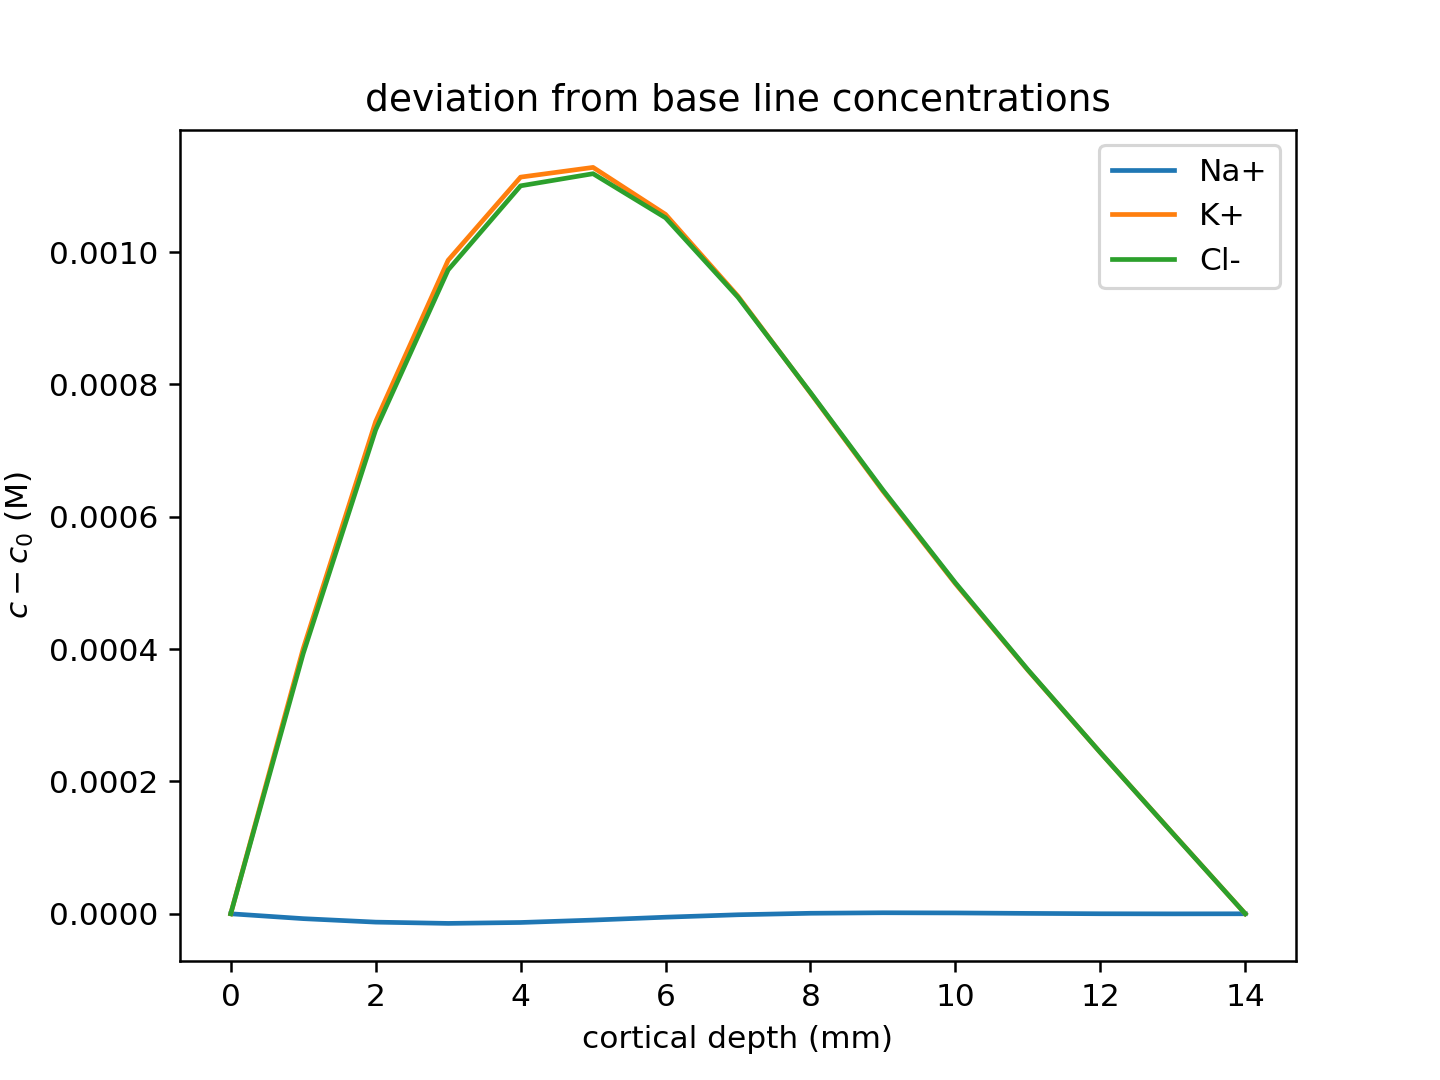 deviation from base line concentrations
Na+
K+
Cl-
0.0010
0.0008
0.0006
0.0004
0.0002
0.0000
c − c₀ (M)
0 2 4 6 8 10 12 14
cortical depth (mm)